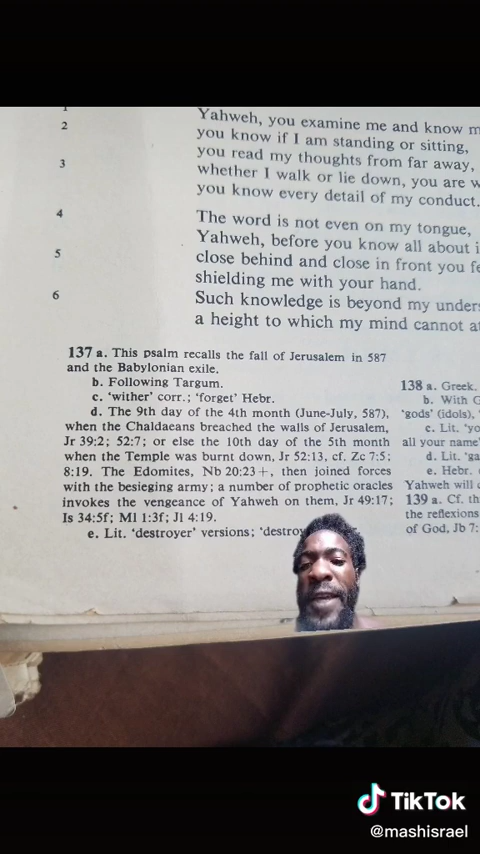 1
2
3
4
5
6
Yahweh, you examine me and know m
you know if I am standing or sitting,
you read my thoughts from far away,
whether I walk or lie down, you are w
you know every detail of my conduct.
The word is not even on my tongue,
Yahweh, before you know all about i
close behind and close in front you fe
shielding me with your hand.
Such knowledge is beyond my unders
a height to which my mind cannot at
137 a. This psalm recalls the fall of Jerusalem in 587
and the Babylonian exile.
b. Following Targum.
c. 'wither' corr.; 'forget' Hebr.
d. The 9th day of the 4th month (June-July, 587),
when the Chaldaeans breached the walls of Jerusalem,
Jr 39:2; 52:7; or else the 10th day of the 5th month
when the Temple was burnt down, Jr 52:13, cf. Zc 7:5;
8:19. The Edomites, Nb 20:23+, then joined forces
with the besieging army; a number of prophetic oracles
invokes the vengeance of Yahweh on them, Jr 49:17;
Is 34:5f; Ml 1:3f; Jl 4:19.
e. Lit. 'destroyer' versions; 'destroy
138 a. Greek.
b. With G
'gods' (idols),
c. Lit. 'yo
all your name'
d. Lit. 'ga
e. Hebr.
Yahweh will
139 a. Cf. th
the reflexions
of God, Jb 7:
TikTok
@mashisrael